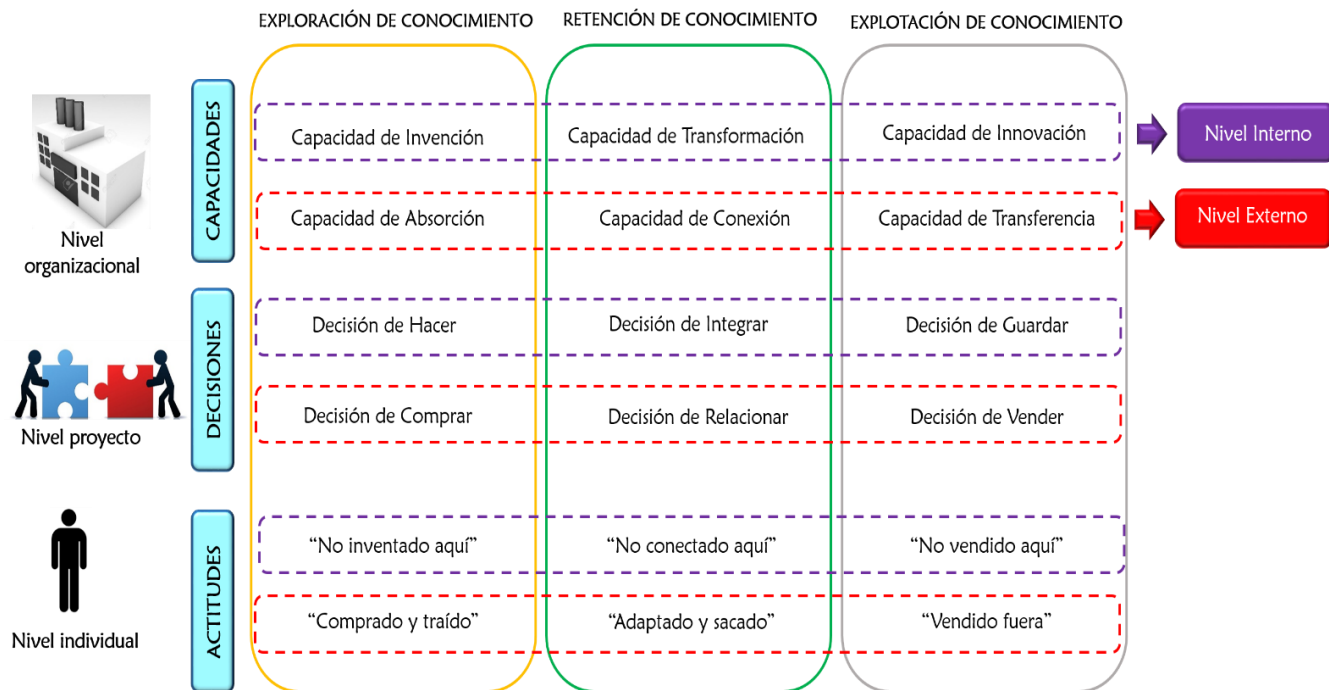 EXPLORACIÓN DE CONOCIMIENTO
RETENCIÓN DE CONOCIMIENTO
EXPLOTACIÓN DE CONOCIMIENTO
Nivel
organizacional
CAPACIDADES
Capacidad de Invención
Capacidad de Transformación
Capacidad de Innovación
Nivel Interno
Capacidad de Absorción
Capacidad de Conexión
Capacidad de Transferencia
Nivel Externo
Nivel proyecto
DECISIONES
Decisión de Hacer
Decisión de Integrar
Decisión de Guardar
Decisión de Comprar
Decisión de Relacionar
Decisión de Vender
Nivel individual
ACTITUDES
“No inventado aquí”
“No conectado aquí”
“No vendido aquí”
“Comprado y traído”
“Adaptado y sacado”
“Vendido fuera”